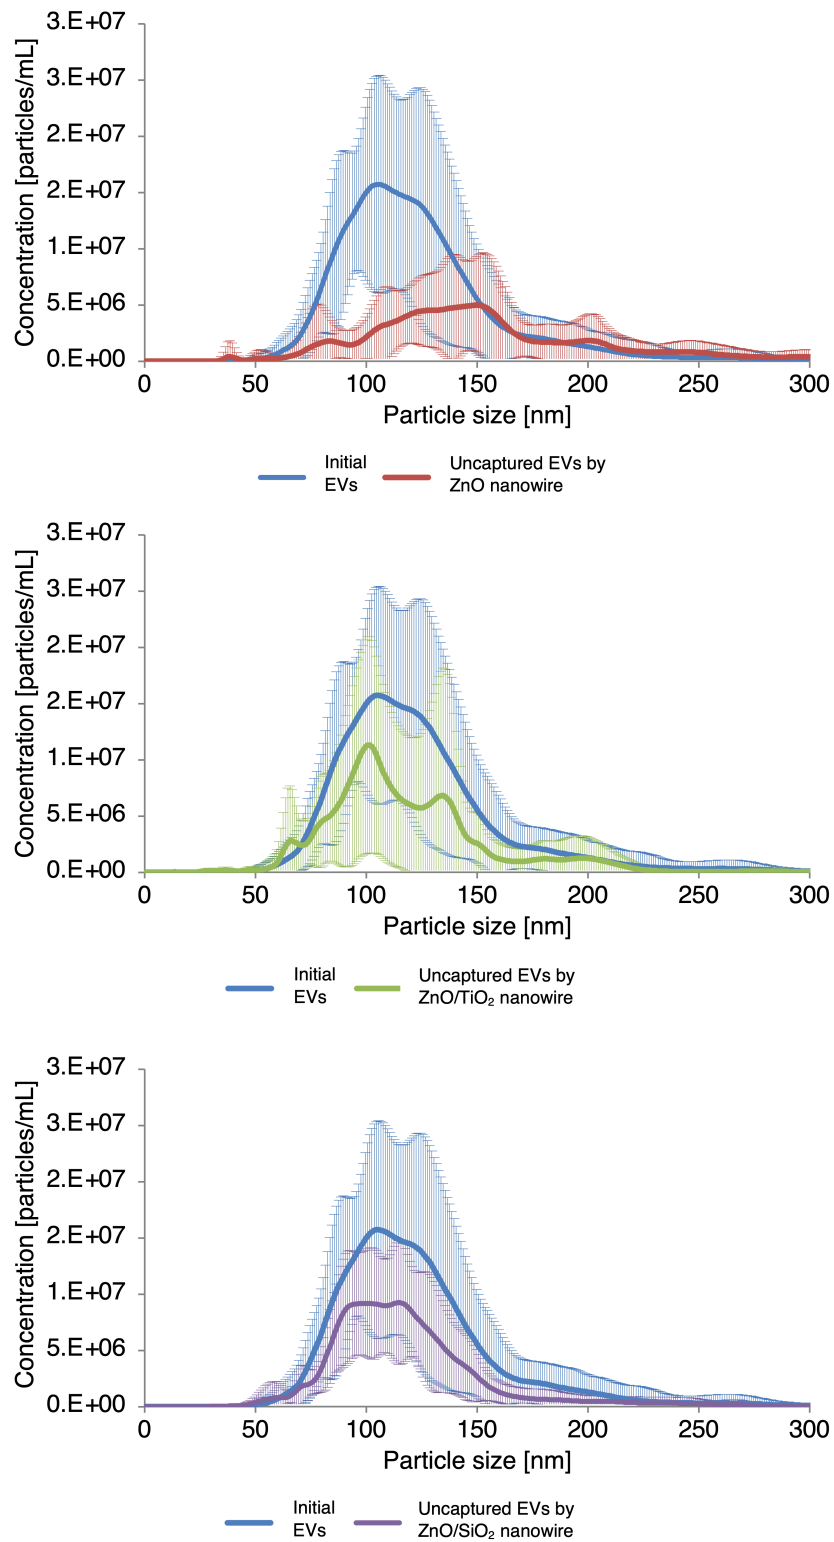 Concentration [particles/mL]
3.E+07
3.E+07
2.E+07
2.E+07
1.E+07
5.E+06
0.E+00
0 50 100 150 200 250 300
Particle size [nm]
Initial EVs
Uncaptured EVs by
ZnO nanowire
Concentration [particles/mL]
3.E+07
3.E+07
2.E+07
2.E+07
1.E+07
5.E+06
0.E+00
0 50 100 150 200 250 300
Particle size [nm]
Initial EVs
Uncaptured EVs by
ZnO/TiO₂ nanowire
Concentration [particles/mL]
3.E+07
3.E+07
2.E+07
2.E+07
1.E+07
5.E+06
0.E+00
0 50 100 150 200 250 300
Particle size [nm]
Initial EVs
Uncaptured EVs by
ZnO/SiO₂ nanowire